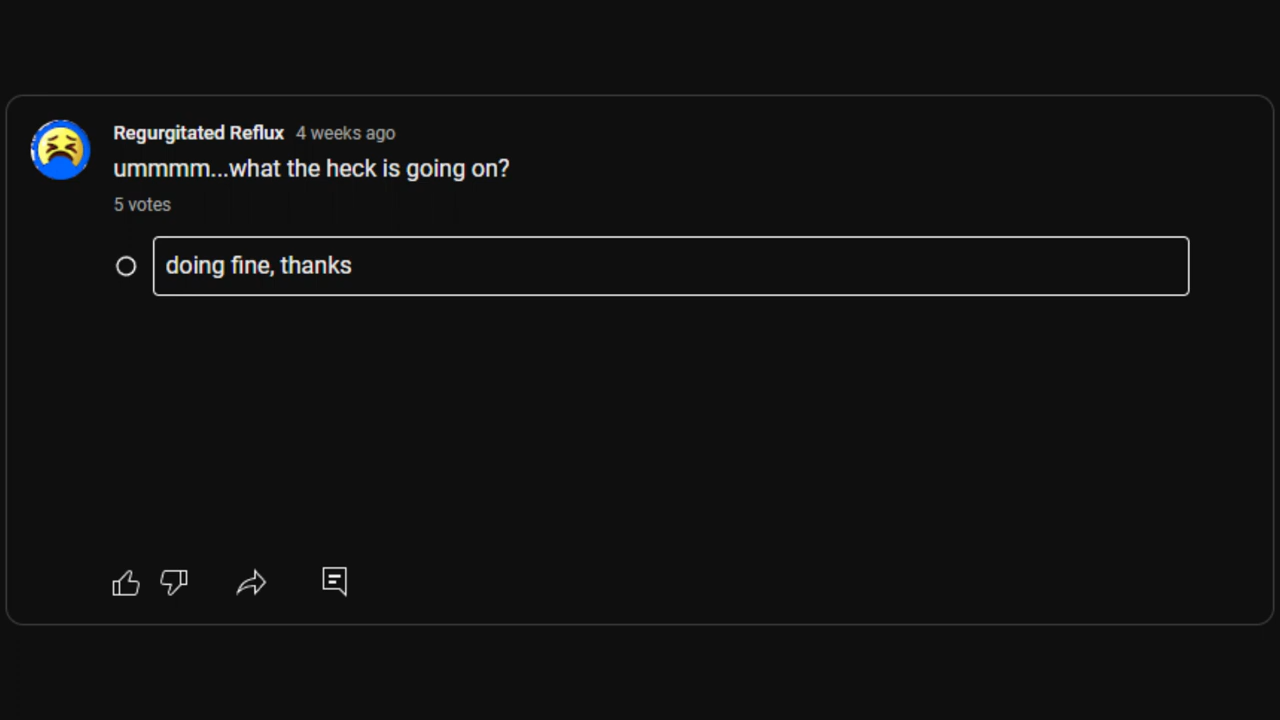 Regurgitated Reflux 4 weeks ago
ummmm...what the heck is going on?
5 votes
doing fine, thanks